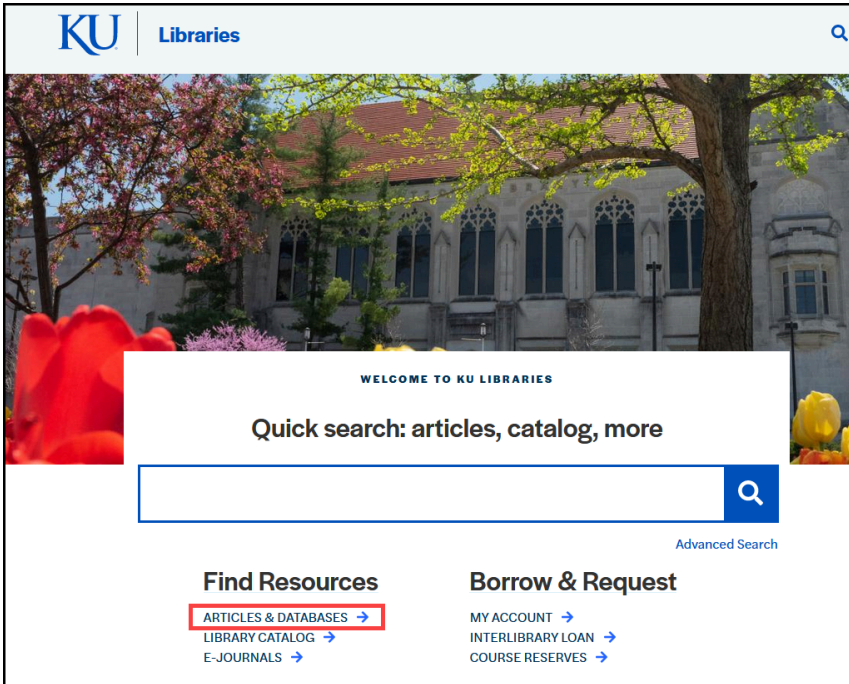 KU Libraries
WELCOME TO KU LIBRARIES
Quick search: articles, catalog, more
Advanced Search
Find Resources
ARTICLES & DATABASES
LIBRARY CATALOG
E-JOURNALS
Borrow & Request
MY ACCOUNT
INTERLIBRARY LOAN
COURSE RESERVES